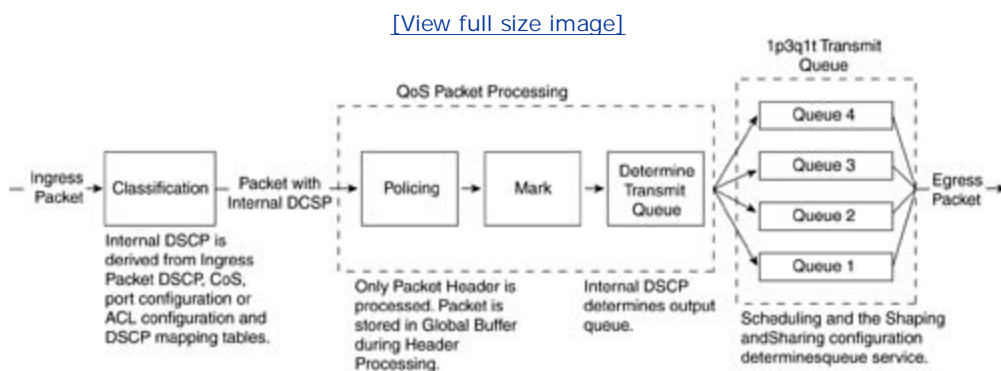 [View full size image]
1p3q1t Transmit
Queue
QoS Packet Processing
Queue 4
Queue 3
Queue 2
Queue 1
Ingress
Packet
Classification
Packet with
Internal DCSP
Policing
Mark
Determine
Transmit
Queue
Egress
Packet
Internal DSCP is
derived from Ingress
Packet DSCP, CoS,
port configuration or
ACL configuration and
DSCP mapping tables.
Only Packet Header is
processed. Packet is
stored in Global Buffer
during Header
Processing.
Internal DSCP
determines output
queue.
Scheduling and the Shaping
andSharing configuration
determinesqueue service.